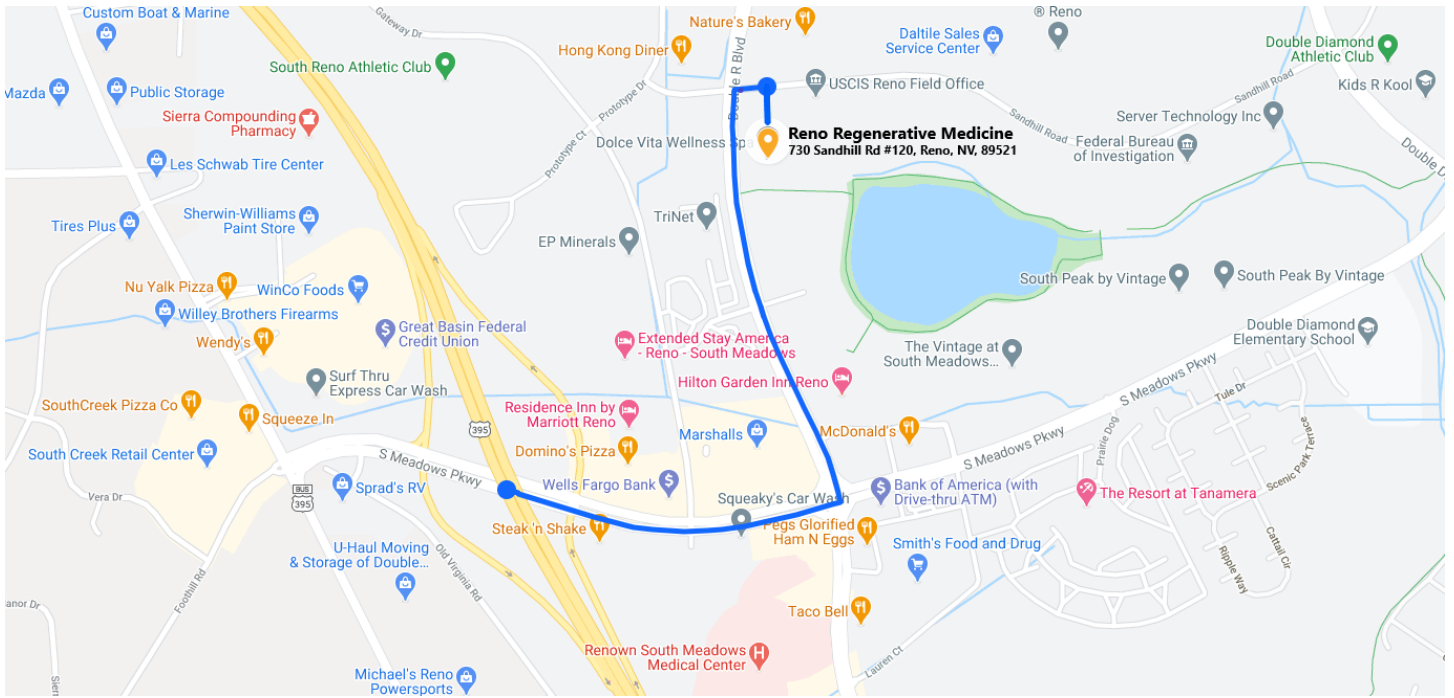 Custom Boat & Marine
Gateway Dr
Nature's Bakery
® Reno
Hong Kong Diner
Daltile Sales
Service Center
Double Diamond
Athletic Club
South Reno Athletic Club
Mazda
Public Storage
Prototype Dr
Double R Blvd
USCIS Reno Field Office
Sandhill Road
Kids R Kool
Sierra Compounding
Pharmacy
Sandhill Road
Server Technology Inc
Reno Regenerative Medicine
730 Sandhill Rd #120, Reno, NV, 89521
Dolce Vita Wellness Spa
Federal Bureau
of Investigation
Double D
Les Schwab Tire Center
Prototype Ct
Sherwin-Williams
Paint Store
TriNet
Tires Plus
EP Minerals
South Peak by Vintage
South Peak By Vintage
Nu Yalk Pizza
WinCo Foods
Willey Brothers Firearms
Great Basin Federal
Credit Union
Wendy's
Extended Stay America
- Reno - South Meadows
The Vintage at
South Meadows...
Double Diamond
Elementary School
S Meadows Pkwy
Surf Thru
Express Car Wash
Hilton Garden Inn Reno
Tule Dr
SouthCreek Pizza Co
Squeeze In
Residence Inn by
Marriott Reno
395
Marshalls
McDonald's
S Meadows Pkwy
Prairie Dog
Scenic Park Terrace
South Creek Retail Center
S Meadows Pkwy
Domino's Pizza
Wells Fargo Bank
Bank of America (with
Drive-thru ATM)
The Resort at Tanamera
Vera Dr
BUS
395
Sprad's RV
Squeaky's Car Wash
Steak 'n Shake
Pegs Glorified
Ham N Eggs
Smith's Food and Drug
Cattail Cir
Ripple Way
U-Haul Moving
& Storage of Double...
Old Virginia Rd
Foothill Rd
anor Dr
Taco Bell
Renown South Meadows
Medical Center
Lauren Ct
Michael's Reno
Powersports
Sierr